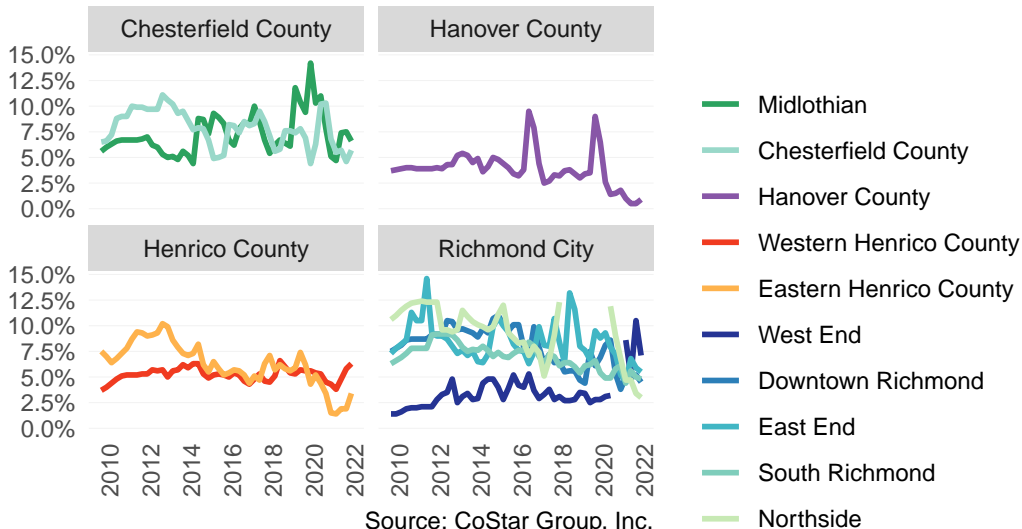 Chesterfield County
Hanover County
15.0%
12.5%
10.0%
7.5%
5.0%
2.5%
0.0%
Henrico County
Richmond City
15.0%
12.5%
10.0%
7.5%
5.0%
2.5%
0.0%
2010
2012
2014
2016
2018
2020
2022
2010
2012
2014
2016
2018
2020
2022
Midlothian
Chesterfield County
Hanover County
Western Henrico County
Eastern Henrico County
West End
Downtown Richmond
East End
South Richmond
Northside
Source: CoStar Group, Inc.